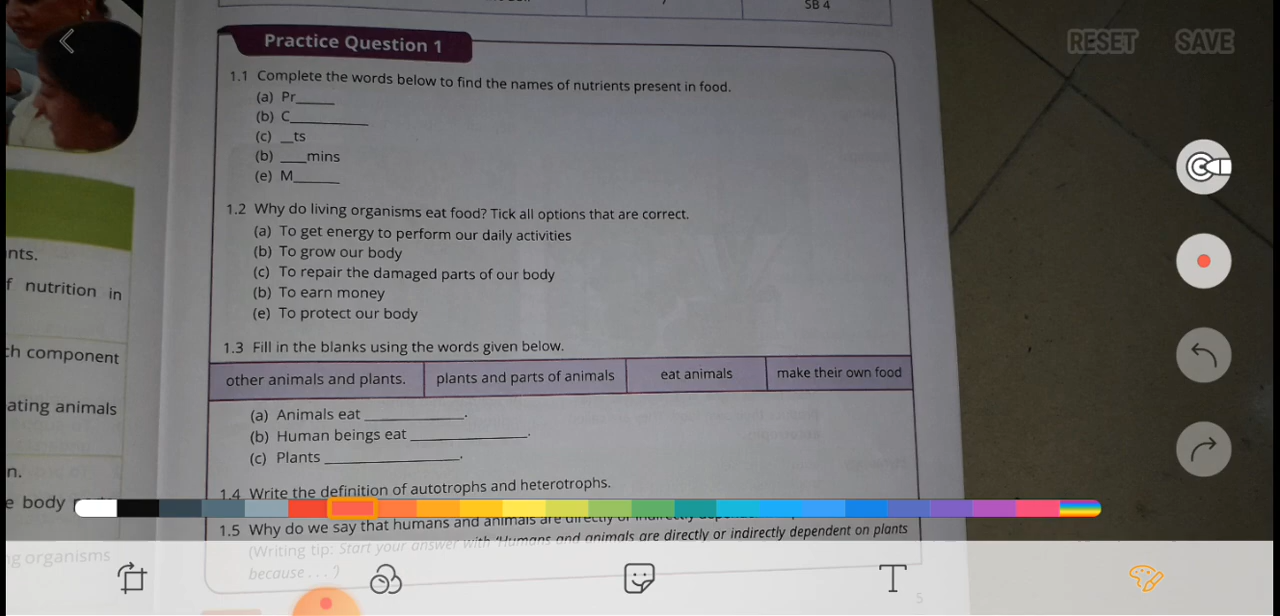 SB 4
RESET SAVE
Practice Question 1
1.1 Complete the words below to find the names of nutrients present in food.
(a) Pr_____
(b) C__________
(c) __ts
(b) ____mins
(e) M______
1.2 Why do living organisms eat food? Tick all options that are correct.
(a) To get energy to perform our daily activities
(b) To grow our body
(c) To repair the damaged parts of our body
(b) To earn money
(e) To protect our body
1.3 Fill in the blanks using the words given below.
other animals and plants. plants and parts of animals eat animals make their own food
(a) Animals eat ____________.
(b) Human beings eat ______________.
(c) Plants ________________.
1.4 Write the definition of autotrophs and heterotrophs.
1.5 Why do we say that humans and animals are directly or indirectly
(Writing tip: Start your answer with 'Humans and animals are directly or indirectly dependent on plants
because . . .')
5
nts.
f nutrition in
ch component
ating animals
n.
e body
ng organisms
T